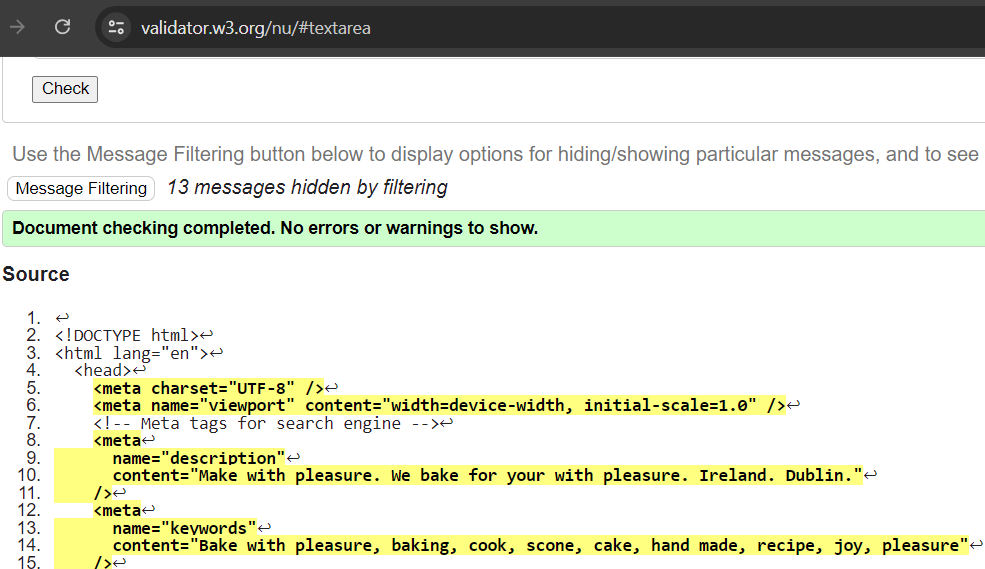 validator.w3.org/nu/#textarea
Check
Use the Message Filtering button below to display options for hiding/showing particular messages, and to see
Message Filtering 13 messages hidden by filtering
Document checking completed. No errors or warnings to show.
Source
1. ↩
2. <!DOCTYPE html>↩
3. <html lang="en">↩
4. <head>↩
5. <meta charset="UTF-8" />↩
6. <meta name="viewport" content="width=device-width, initial-scale=1.0" />↩
7. <!-- Meta tags for search engine -->↩
8. <meta↩
9. name="description"↩
10. content="Make with pleasure. We bake for your with pleasure. Ireland. Dublin."↩
11. />↩
12. <meta↩
13. name="keywords"↩
14. content="Bake with pleasure, baking, cook, scone, cake, hand made, recipe, joy, pleasure"↩
15. />↩